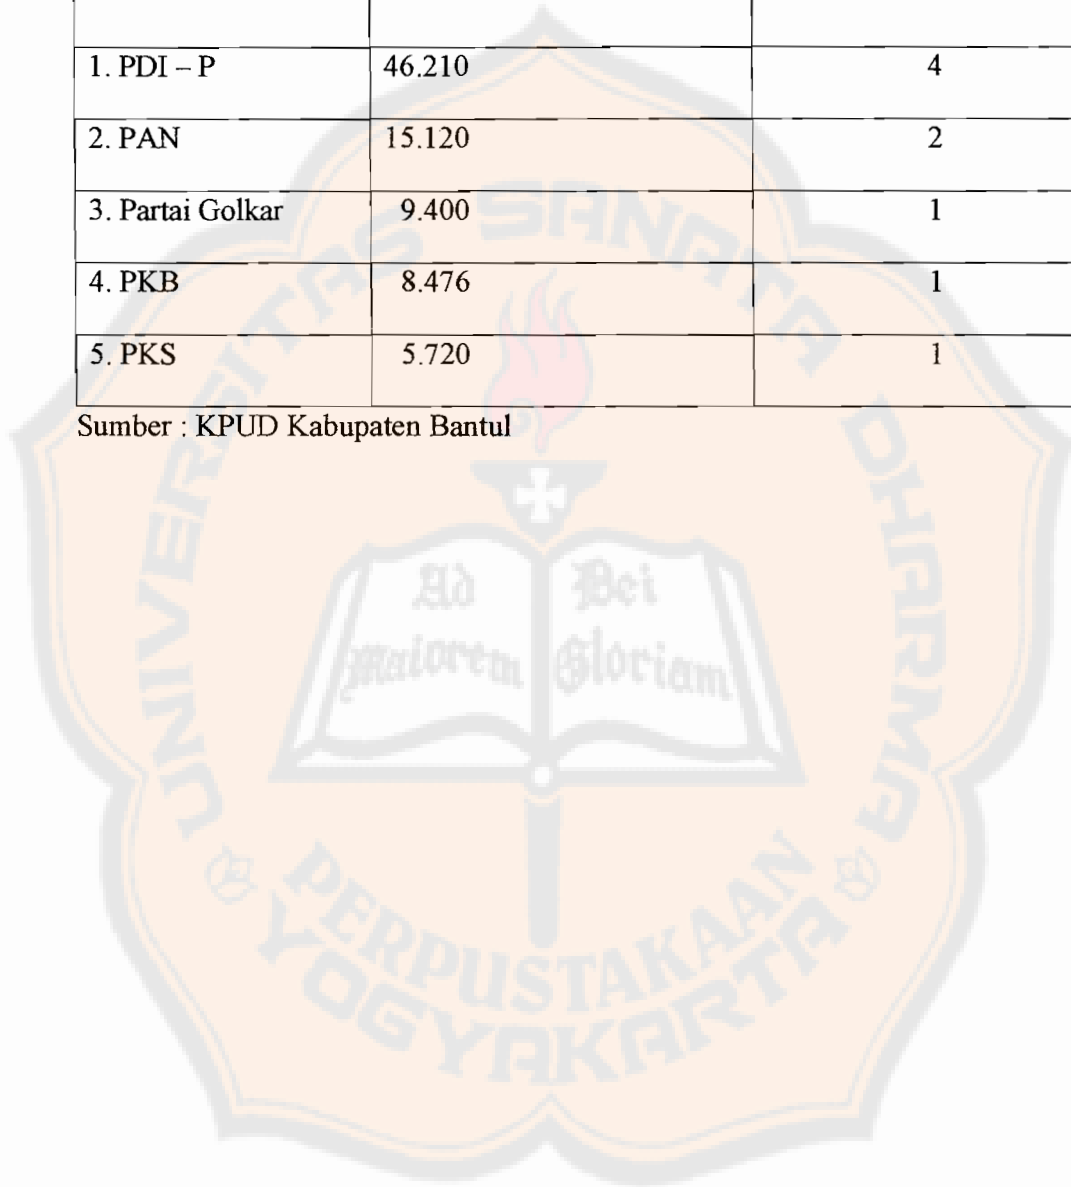 1. PDI – P 46.210 4
2. PAN 15.120 2
3. Partai Golkar 9.400 1
4. PKB 8.476 1
5. PKS 5.720 1
Sumber : KPUD Kabupaten Bantul
UNIVERSITAS SANATA DHARMA
Ad Dei
maiorem Gloriam
PERPUSTAKAAN
YOGYAKARTA